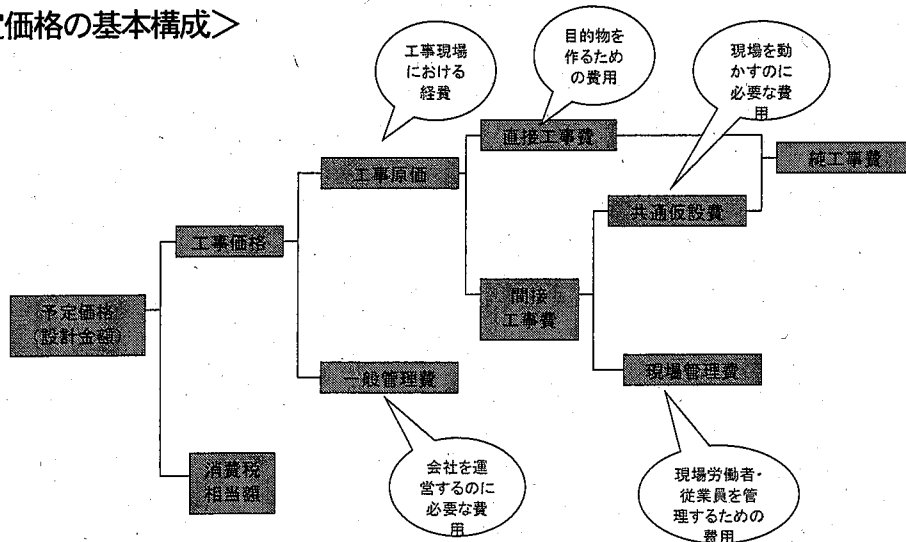 定価格の基本構成＞
工事現場
における
経費
目的物を
作るため
の費用
現場を動
かすのに
必要な費
用
直接工事費
純工事費
工事原価
共通仮設費
工事価格
間接
工事費
予定価格
(設計金額)
一般管理費
現場管理費
消費税
相当額
会社を運
営するのに
必要な費
用
現場労働者・
従業員を管
理するための
費用